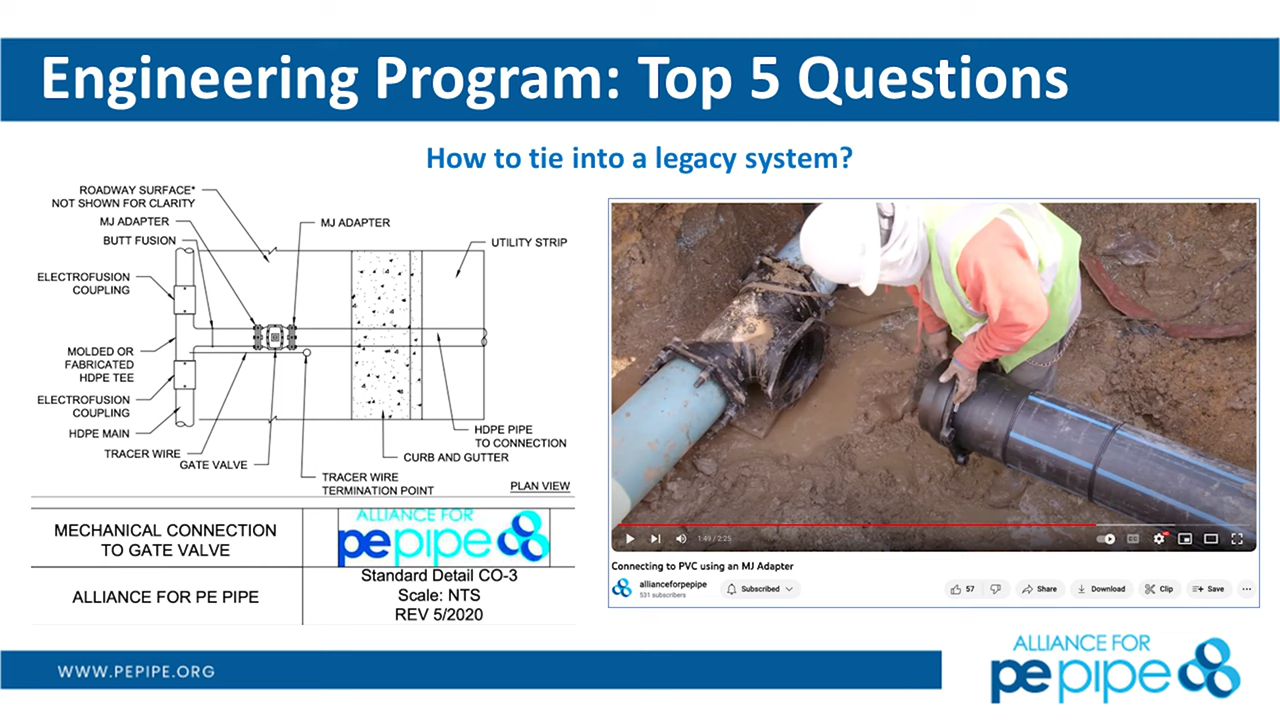 Engineering Program: Top 5 Questions
How to tie into a legacy system?
ROADWAY SURFACE*
NOT SHOWN FOR CLARITY
MJ ADAPTER
BUTT FUSION
ELECTROFUSION
COUPLING
MOLDED OR
FABRICATED
HDPE TEE
ELECTROFUSION
COUPLING
HDPE MAIN
TRACER WIRE
GATE VALVE
MJ ADAPTER
UTILITY STRIP
HDPE PIPE
TO CONNECTION
CURB AND GUTTER
TRACER WIRE
TERMINATION POINT
PLAN VIEW
MECHANICAL CONNECTION
TO GATE VALVE
ALLIANCE FOR
pepipe
ALLIANCE FOR PE PIPE
Standard Detail CO-3
Scale: NTS
REV 5/2020
1:49 / 2:25
Connecting to PVC using an MJ Adapter
allianceforpepipe
531 subscribers
Subscribed
57
Share
Download
Clip
Save
WWW.PEPIPE.ORG
ALLIANCE FOR
pepipe